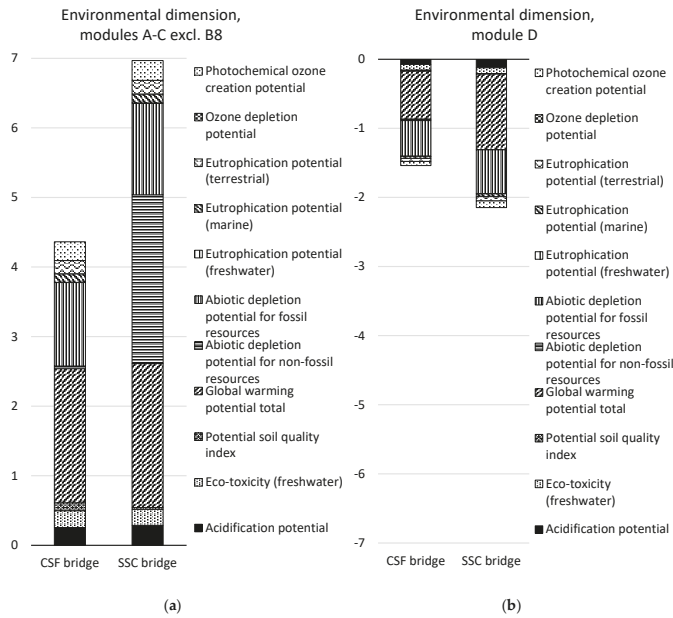 Environmental dimension,
modules A-C excl. B8
7
6
5
4
3
2
1
0
CSF bridge
SSC bridge
Photochemical ozone
creation potential
Ozone depletion
potential
Eutrophication potential
(terrestrial)
Eutrophication potential
(marine)
Eutrophication potential
(freshwater)
Abiotic depletion
potential for fossil
resources
Abiotic depletion
potential for non-fossil
resources
Global warming
potential total
Potential soil quality
index
Eco-toxicity (freshwater)
Acidification potential
(a)
Environmental dimension,
module D
0
-1
-2
-3
-4
-5
-6
-7
CSF bridge
SSC bridge
Photochemical ozone
creation potential
Ozone depletion
potential
Eutrophication
potential (terrestrial)
Eutrophication
potential (marine)
Eutrophication
potential (freshwater)
Abiotic depletion
potential for fossil
resources
Abiotic depletion
potential for non-fossil
resources
Global warming
potential total
Potential soil quality
index
Eco-toxicity
(freshwater)
Acidification potential
(b)